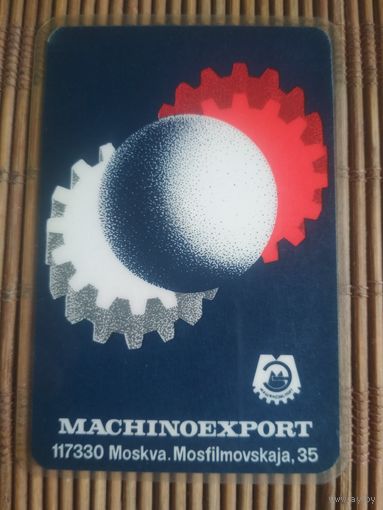 MACHINOEXPORT
117330 Moskva. Mosfilmovskaja, 35